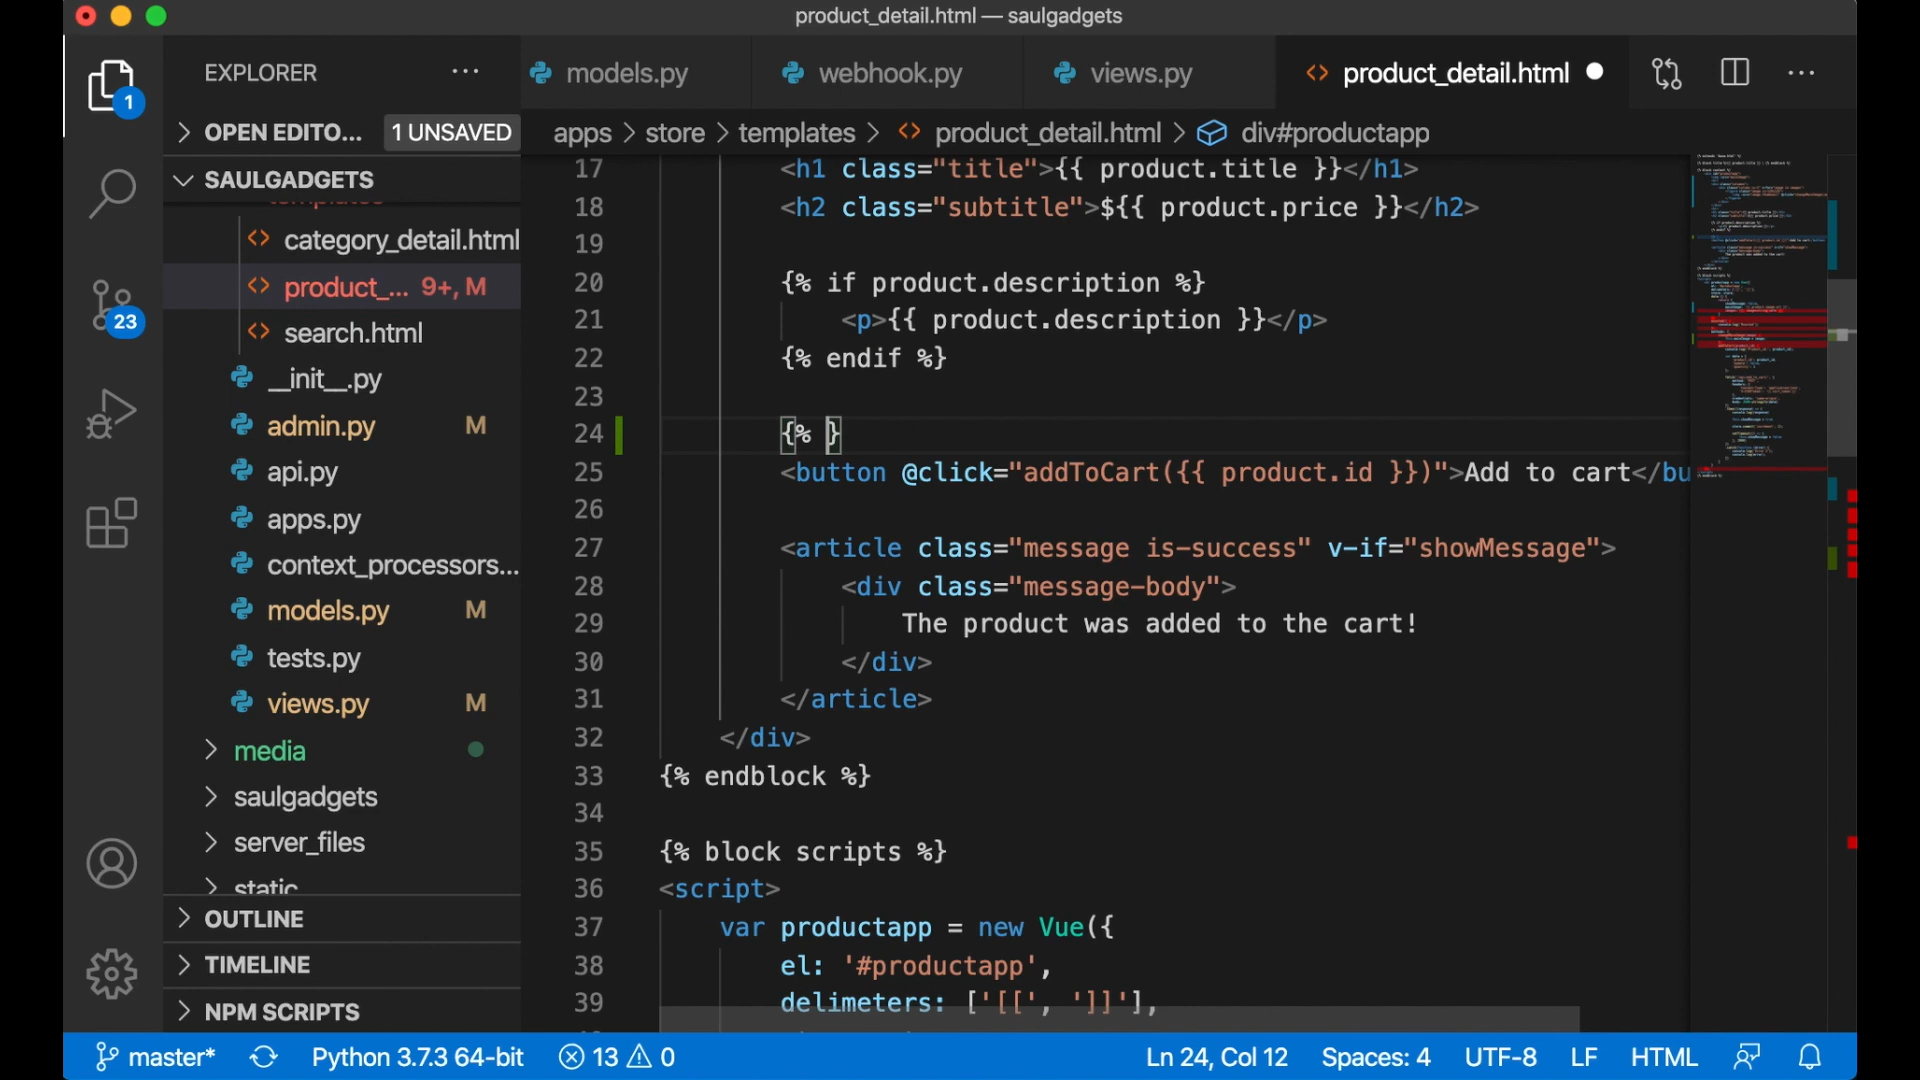 product_detail.html — saulgadgets
EXPLORER
models.py
webhook.py
views.py
product_detail.html
1
OPEN EDITO...
1 UNSAVED
apps > store > templates > product_detail.html > div#productapp
SAULGADGETS
templates
category_detail.html
product_... 9+, M
search.html
__init__.py
admin.py M
api.py
apps.py
context_processors...
models.py M
tests.py
views.py M
media
saulgadgets
server_files
static
OUTLINE
TIMELINE
NPM SCRIPTS
23
17 <h1 class="title">{{ product.title }}</h1>
18 <h2 class="subtitle">${{ product.price }}</h2>
19
20 {% if product.description %}
21 <p>{{ product.description }}</p>
22 {% endif %}
23
24 {% }
25 <button @click="addToCart({{ product.id }})">Add to cart</bu
26
27 <article class="message is-success" v-if="showMessage">
28 <div class="message-body">
29 The product was added to the cart!
30 </div>
31 </article>
32 </div>
33 {% endblock %}
34
35 {% block scripts %}
36 <script>
37 var productapp = new Vue({
38 el: '#productapp',
39 delimeters: ['[[', ']]'],
master*
Python 3.7.3 64-bit
13
0
Ln 24, Col 12
Spaces: 4
UTF-8
LF
HTML